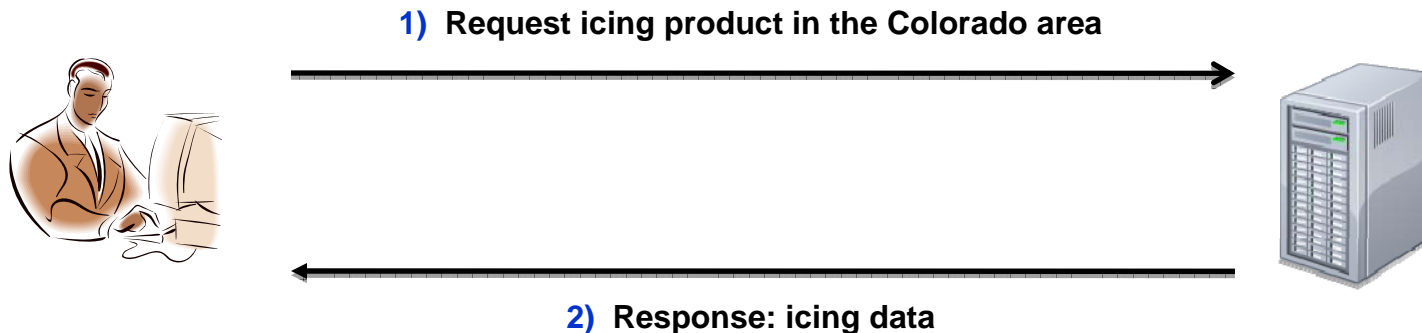 1) Request icing product in the Colorado area
2) Response: icing data